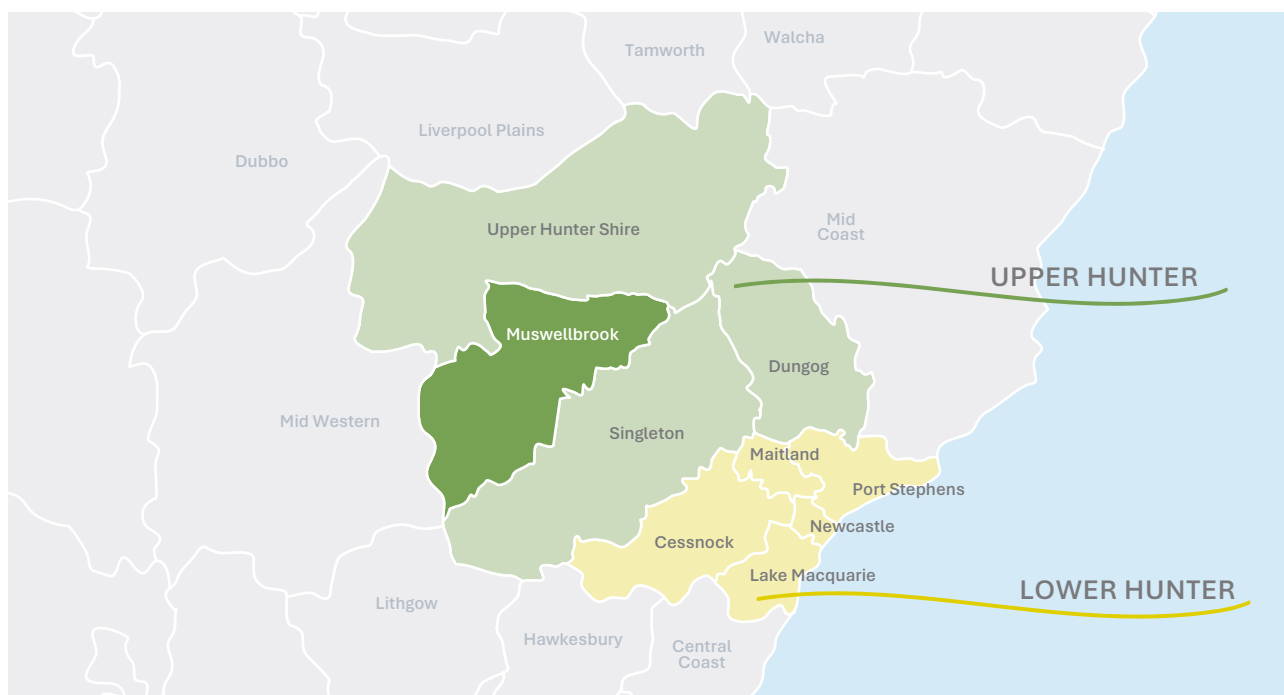 Tamworth
Walcha
Liverpool Plains
Dubbo
Mid
Coast
Upper Hunter Shire
UPPER HUNTER
Muswellbrook
Dungog
Mid Western
Singleton
Maitland
Port Stephens
Newcastle
Cessnock
Lake Macquarie
LOWER HUNTER
Lithgow
Hawkesbury
Central
Coast